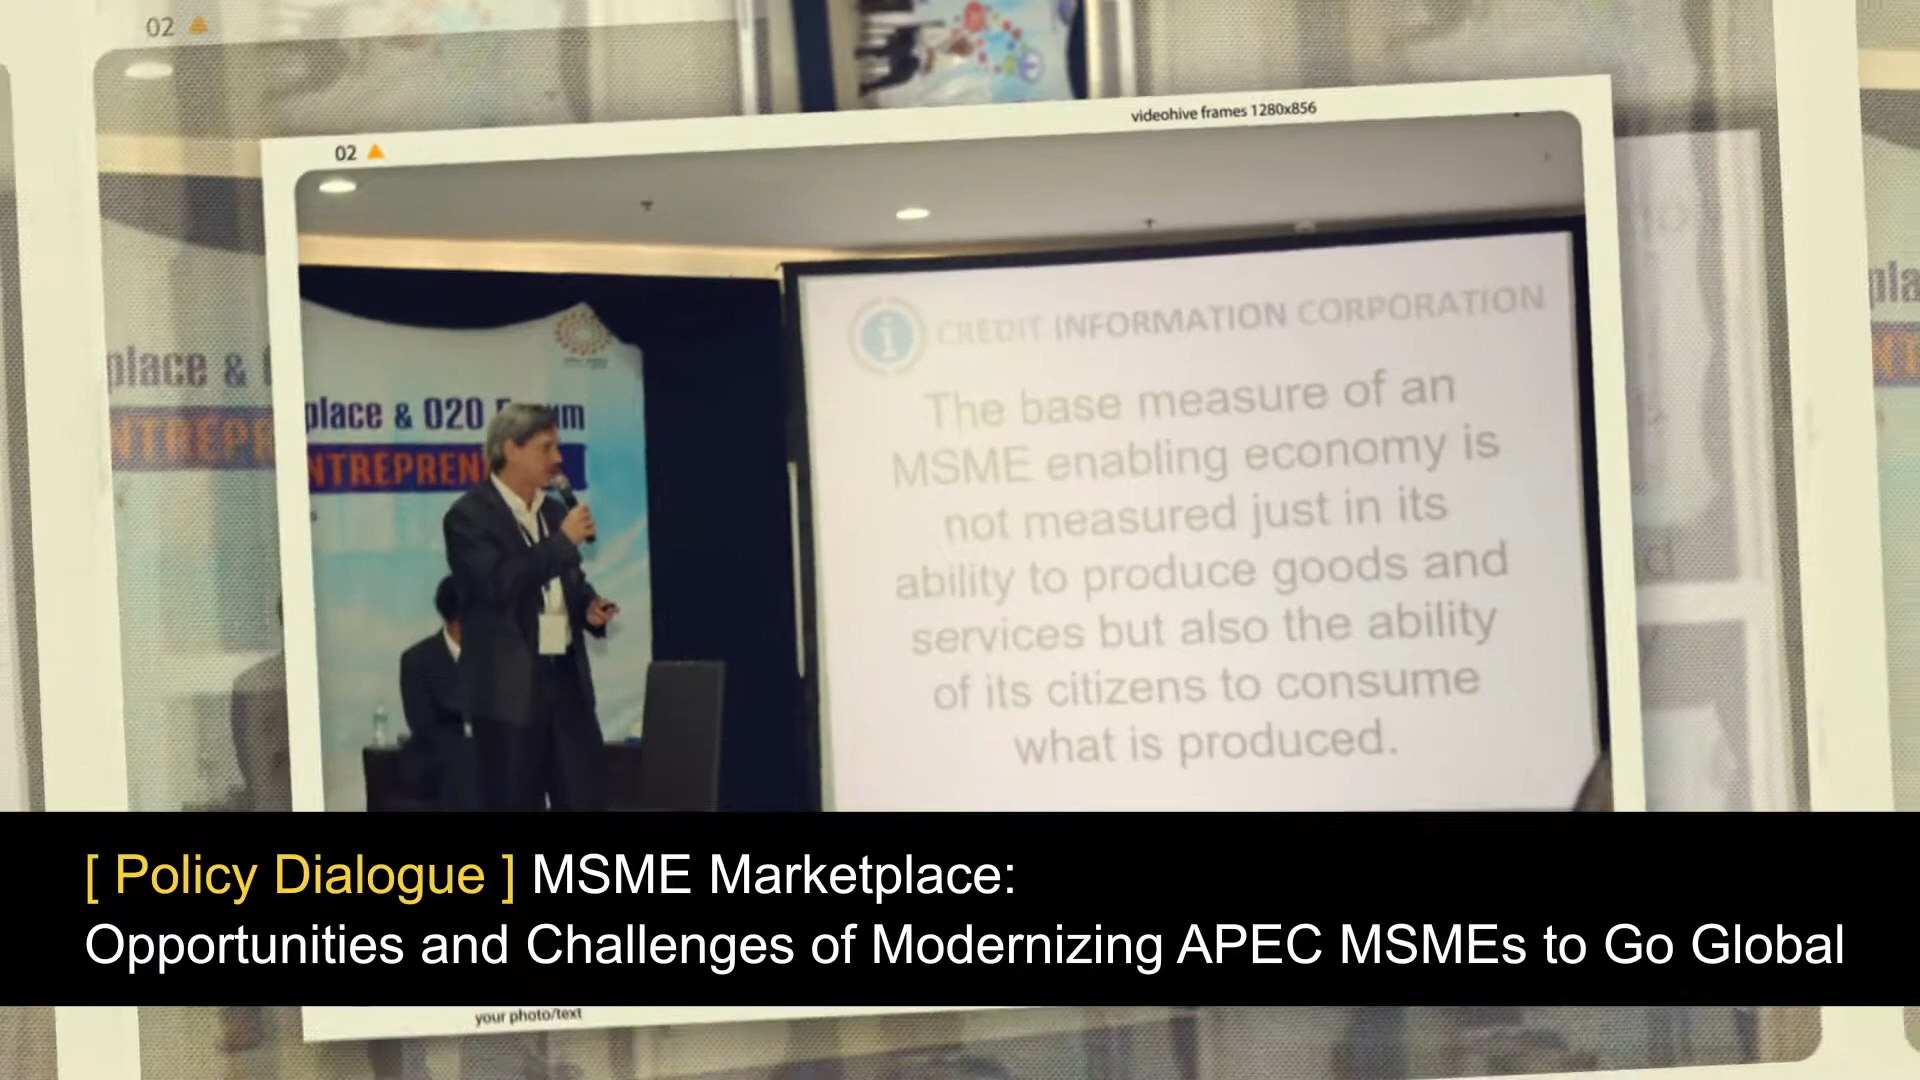 02
02
videohive frames 1280x856
CREDIT INFORMATION CORPORATION
The base measure of an
MSME enabling economy is
not measured just in its
ability to produce goods and
services but also the ability
of its citizens to consume
what is produced.
place & O2O
NTREPREN
place &
NTREP
[ Policy Dialogue ] MSME Marketplace:
Opportunities and Challenges of Modernizing APEC MSMEs to Go Global
your photo/text